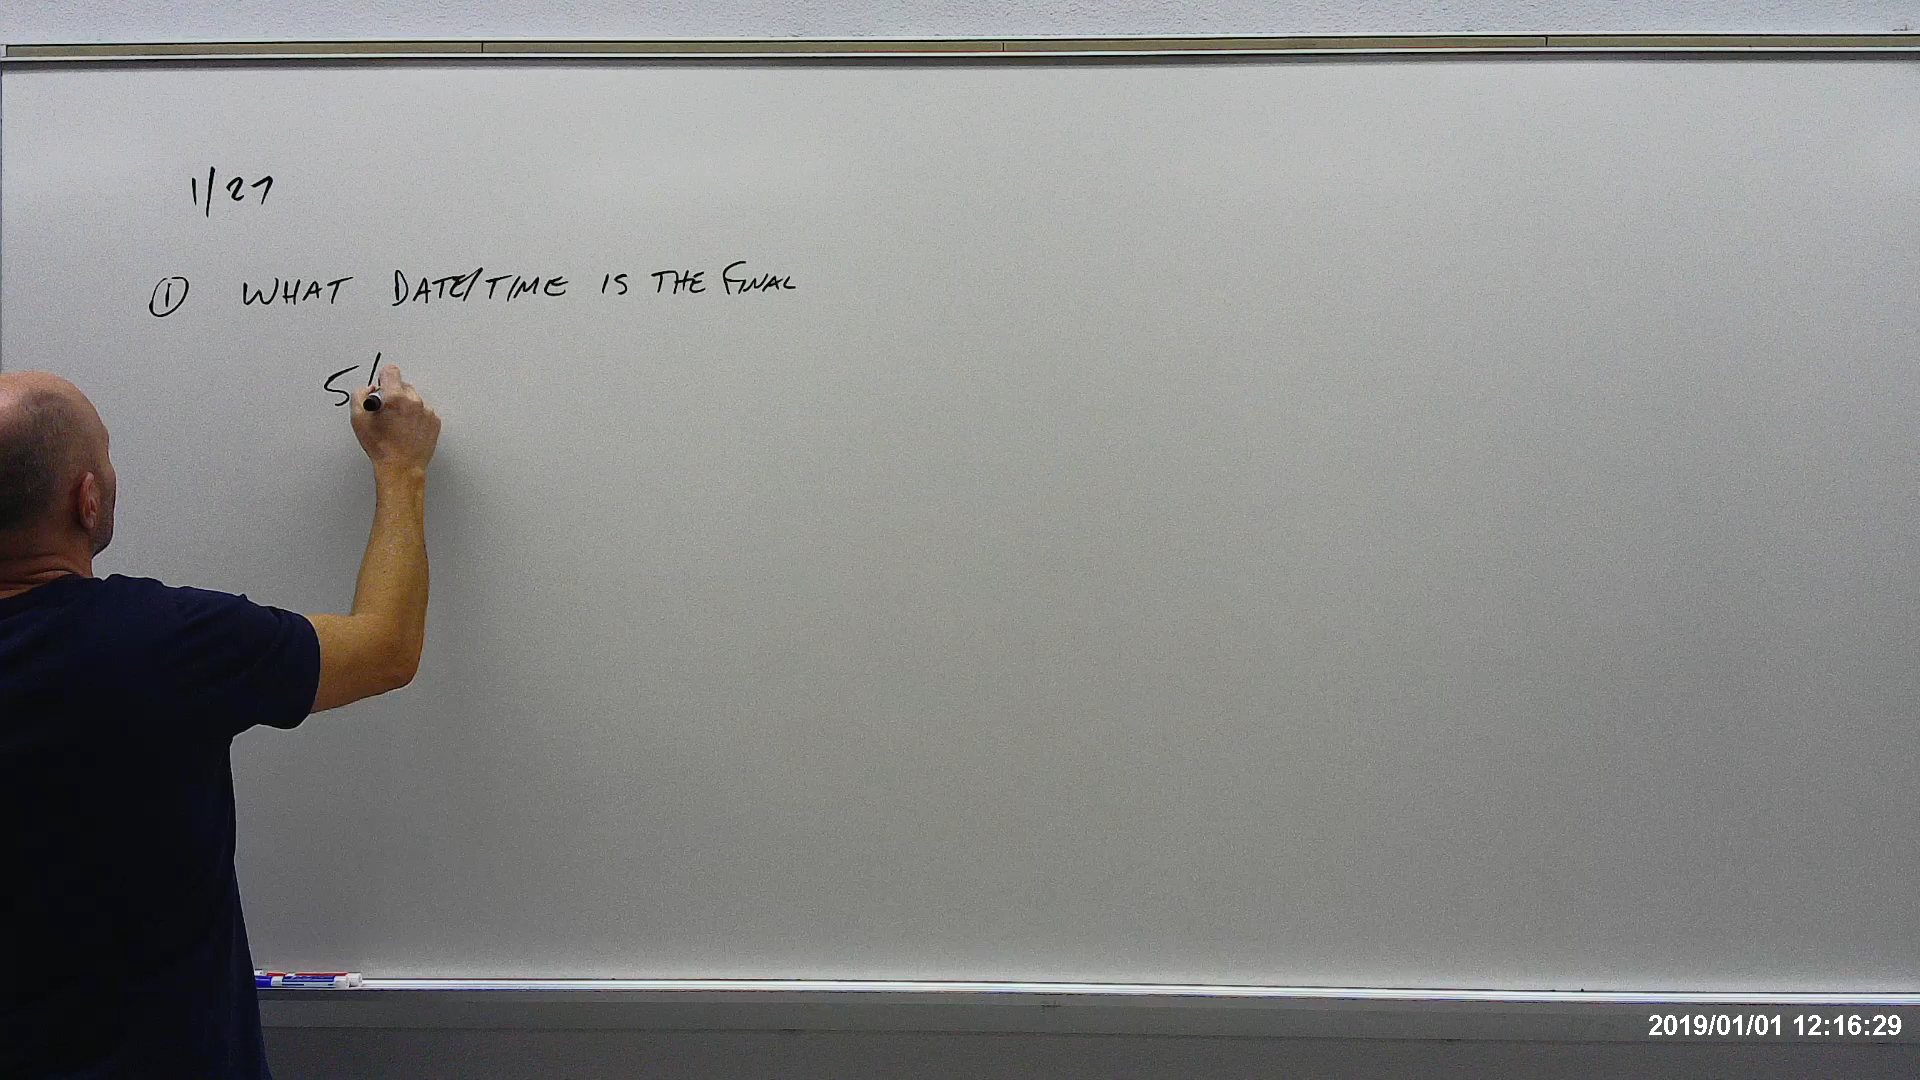 1/27
① WHAT DATE/TIME IS THE FINAL
5/
2019/01/01 12:16:29